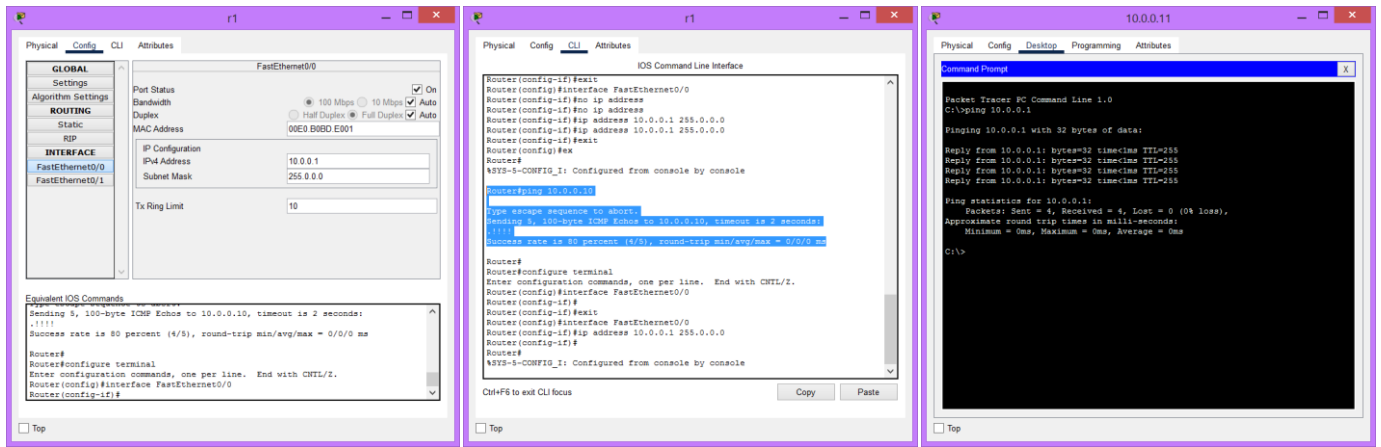 r1
Physical Config CLI Attributes
GLOBAL
Settings
Algorithm Settings
ROUTING
Static
RIP
INTERFACE
FastEthernet0/0
FastEthernet0/1
FastEthernet0/0
Port Status On
Bandwidth 100 Mbps 10 Mbps Auto
Duplex Half Duplex Full Duplex Auto
MAC Address 00E0.B0BD.E001
IP Configuration
IPv4 Address 10.0.0.1
Subnet Mask 255.0.0.0
Tx Ring Limit 10
Equivalent IOS Commands
Sending 5, 100-byte ICMP Echos to 10.0.0.10, timeout is 2 seconds:
.!!!!
Success rate is 80 percent (4/5), round-trip min/avg/max = 0/0/0 ms
Router#
Router#configure terminal
Enter configuration commands, one per line. End with CNTL/Z.
Router(config)#interface FastEthernet0/0
Router(config-if)#
Top
r1
Physical Config CLI Attributes
IOS Command Line Interface
Router(config-if)#exit
Router(config)#interface FastEthernet0/0
Router(config-if)#no ip address
Router(config-if)#no ip address
Router(config-if)#ip address 10.0.0.1 255.0.0.0
Router(config-if)#ip address 10.0.0.1 255.0.0.0
Router(config-if)#exit
Router(config)#ex
Router#
%SYS-5-CONFIG_I: Configured from console by console
Router#ping 10.0.0.10
Type escape sequence to abort.
Sending 5, 100-byte ICMP Echos to 10.0.0.10, timeout is 2 seconds:
.!!!!
Success rate is 80 percent (4/5), round-trip min/avg/max = 0/0/0 ms
Router#
Router#configure terminal
Enter configuration commands, one per line. End with CNTL/Z.
Router(config)#interface FastEthernet0/0
Router(config-if)#
Router(config-if)#exit
Router(config)#interface FastEthernet0/0
Router(config-if)#ip address 10.0.0.1 255.0.0.0
Router(config-if)#
Router#
%SYS-5-CONFIG_I: Configured from console by console
Ctrl+F6 to exit CLI focus Copy Paste
Top
10.0.0.11
Physical Config Desktop Programming Attributes
Command Prompt X
Packet Tracer PC Command Line 1.0
C:\>ping 10.0.0.1
Pinging 10.0.0.1 with 32 bytes of data:
Reply from 10.0.0.1: bytes=32 time<1ms TTL=255
Reply from 10.0.0.1: bytes=32 time<1ms TTL=255
Reply from 10.0.0.1: bytes=32 time<1ms TTL=255
Reply from 10.0.0.1: bytes=32 time<1ms TTL=255
Ping statistics for 10.0.0.1:
Packets: Sent = 4, Received = 4, Lost = 0 (0% loss),
Approximate round trip times in milli-seconds:
Minimum = 0ms, Maximum = 0ms, Average = 0ms
C:\>
Top